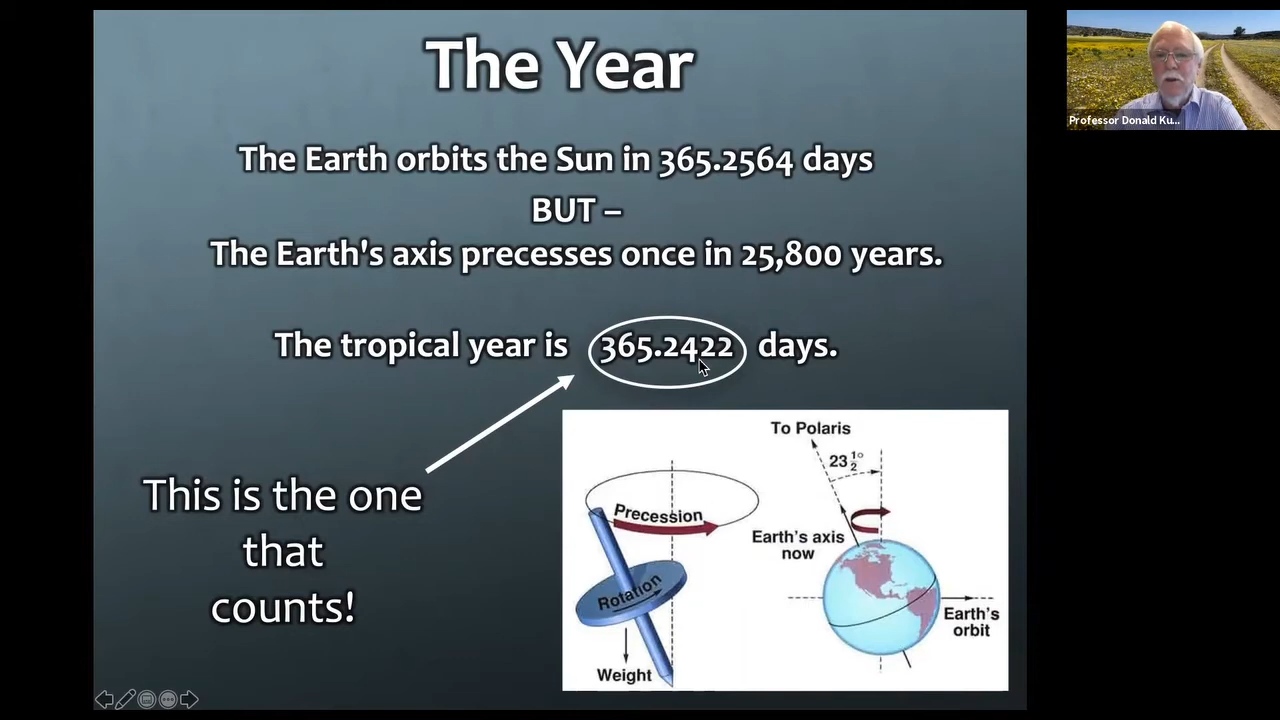 The Year
The Earth orbits the Sun in 365.2564 days
BUT –
The Earth's axis precesses once in 25,800 years.
The tropical year is 365.2422 days.
This is the one
that
counts!
Precession
Rotation
Weight
To Polaris
23 1/2°
Earth's axis
now
Earth's
orbit
Professor Donald Ku...